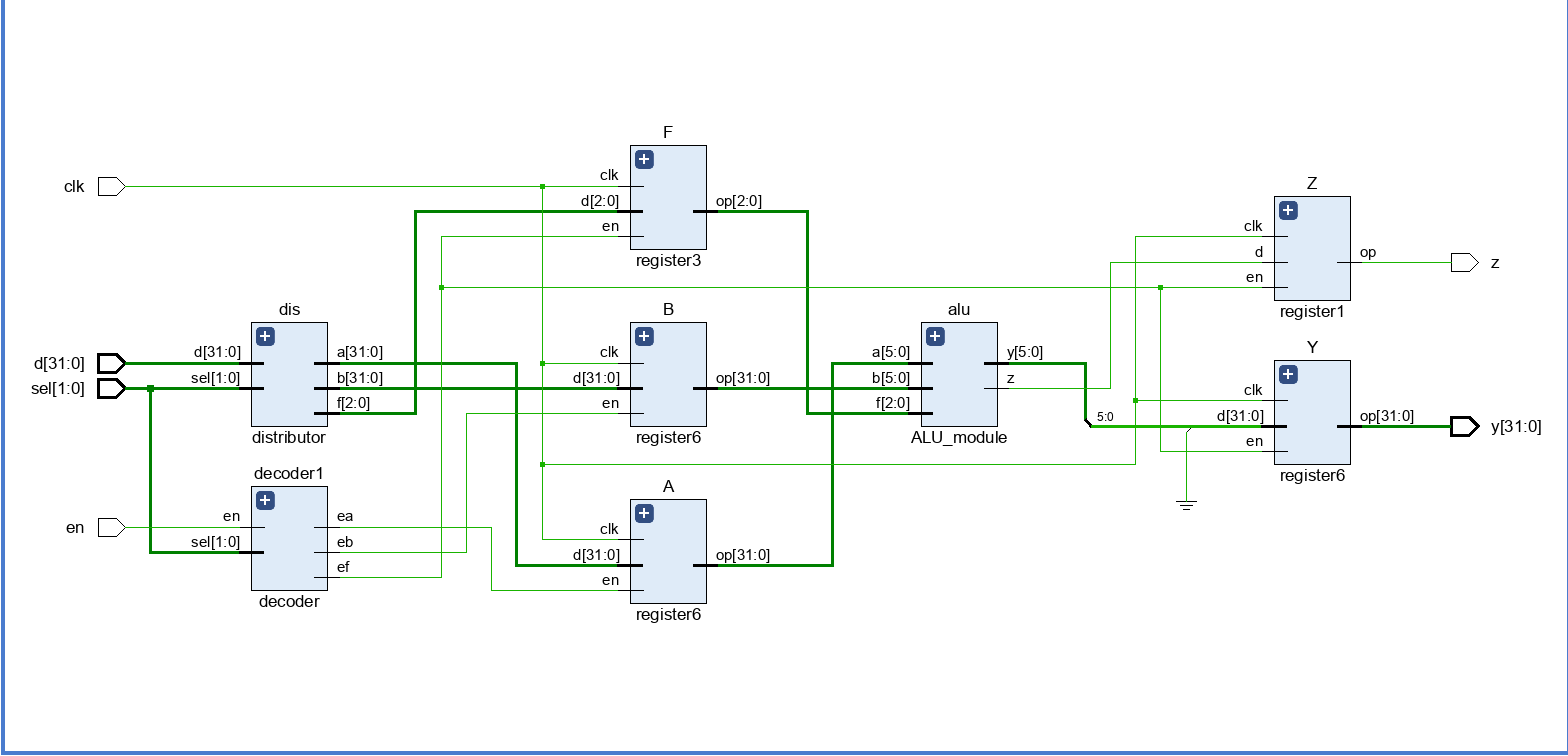 F
clk
clk
d[2:0]
en
op[2:0]
register3
Z
clk
d
en
op
z
register1
dis
d[31:0]
sel[1:0]
d[31:0]
sel[1:0]
a[31:0]
b[31:0]
f[2:0]
distributor
B
clk
d[31:0]
en
op[31:0]
register6
alu
a[5:0]
b[5:0]
f[2:0]
y[5:0]
z
ALU_module
5:0
Y
clk
d[31:0]
en
op[31:0]
y[31:0]
register6
decoder1
en
en
sel[1:0]
ea
eb
ef
decoder
A
clk
d[31:0]
en
op[31:0]
register6